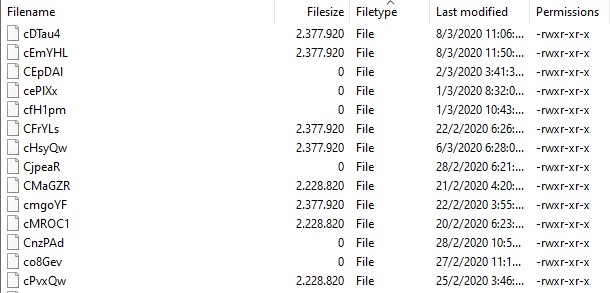 Filename Filesize Filetype Last modified Permissions
cDTau4 2.377.920 File 8/3/2020 11:06:... -rwxr-xr-x
cEmYHL 2.377.920 File 8/3/2020 11:50:... -rwxr-xr-x
CEpDAI 0 File 2/3/2020 3:41:3... -rwxr-xr-x
cePIXx 0 File 1/3/2020 8:32:0... -rwxr-xr-x
cfH1pm 0 File 1/3/2020 10:43:... -rwxr-xr-x
CFrYLs 2.377.920 File 22/2/2020 6:26:... -rwxr-xr-x
cHsyQw 2.377.920 File 6/3/2020 6:28:0... -rwxr-xr-x
CjpeaR 0 File 28/2/2020 6:21:... -rwxr-xr-x
CMaGZR 2.228.820 File 21/2/2020 4:20:... -rwxr-xr-x
cmgoYF 2.377.920 File 22/2/2020 3:55:... -rwxr-xr-x
cMROC1 2.228.820 File 20/2/2020 6:23:... -rwxr-xr-x
CnzPAd 0 File 28/2/2020 10:5... -rwxr-xr-x
co8Gev 0 File 27/2/2020 11:1... -rwxr-xr-x
cPvxQw 2.228.820 File 25/2/2020 3:46:... -rwxr-xr-x